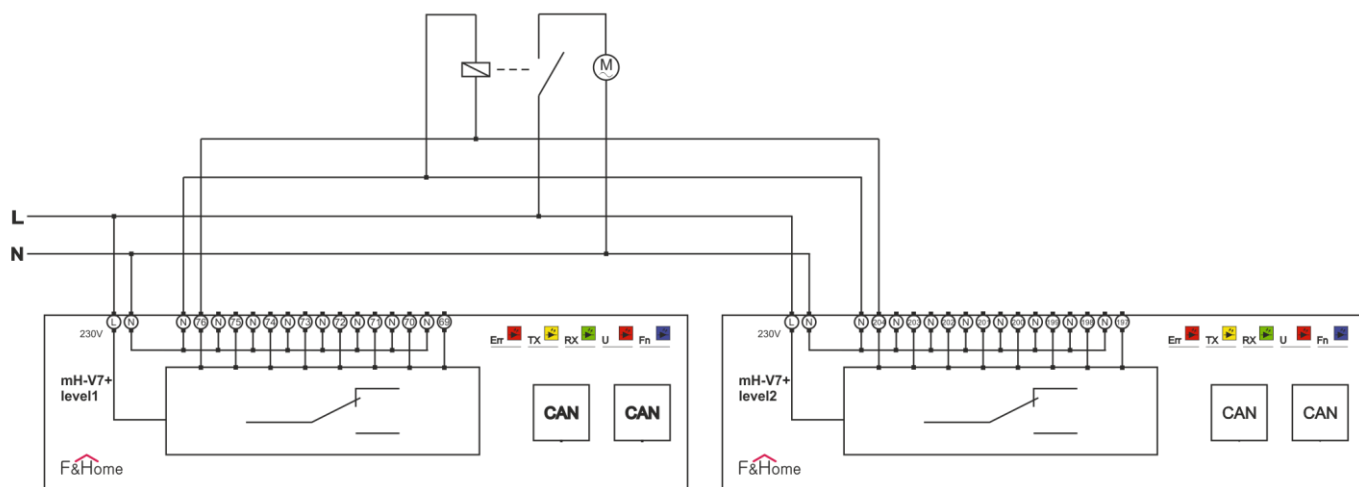 M
L
N
L N N 76 N 75 N 74 N 73 N 72 N 71 N 70 N 69
230V
Err TX RX U Fn
mH-V7+
level1
CAN CAN
F&Home
L N N 204 N 203 N 202 N 201 N 200 N 199 N 198 N 197
230V
Err TX RX U Fn
mH-V7+
level2
CAN CAN
F&Home